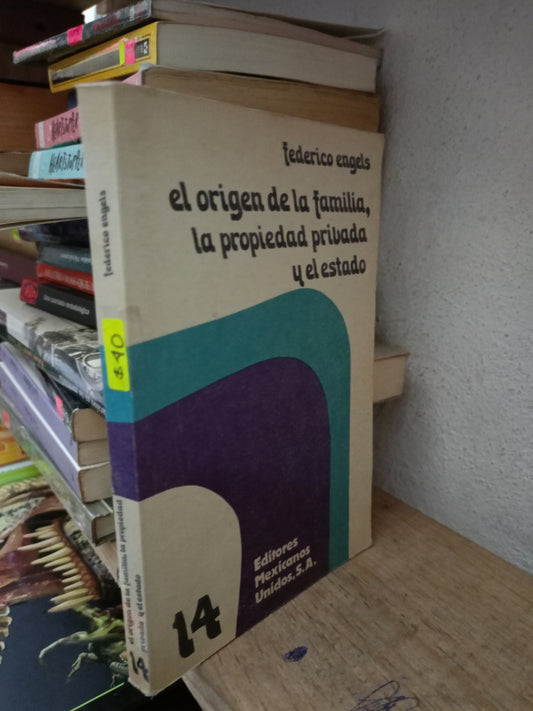 federico engels
el origen de la familia,
la propiedad privada
y el estado
Editores
Mexicanos
Unidos, S.A.
14
federico engels
$40
el origen de la familia, la propiedad
privada y el estado
14